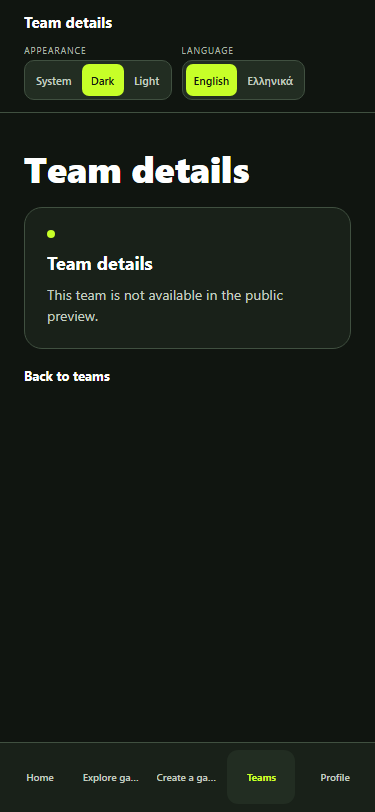 Team details
APPEARANCE
LANGUAGE
System Dark Light
English Ελληνικά
Team details
Team details
This team is not available in the public
preview.
Back to teams
Home Explore ga... Create a ga... Teams Profile